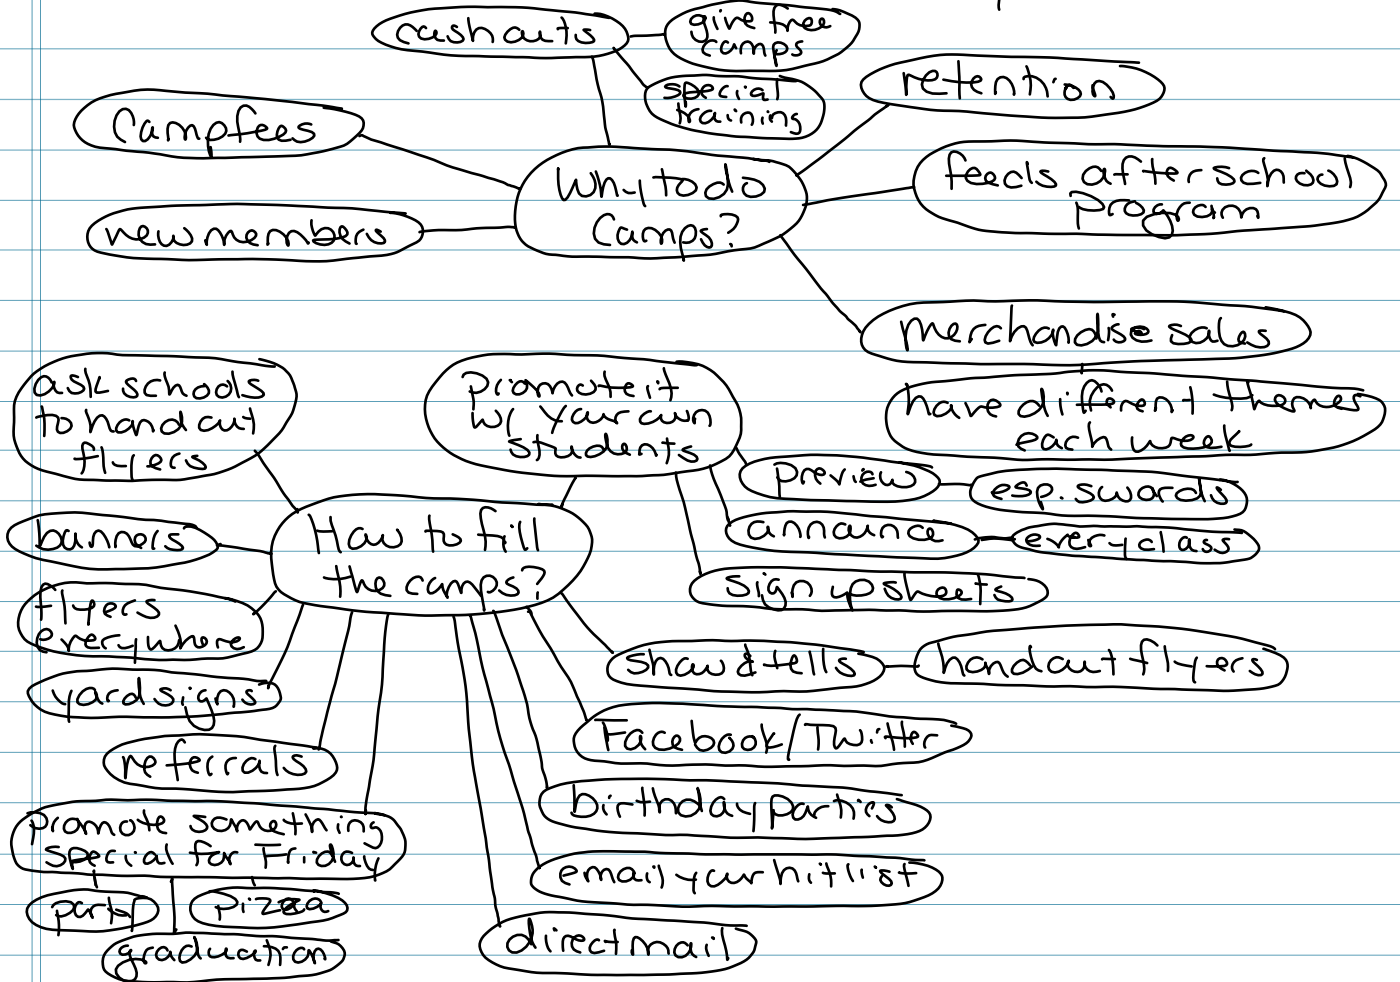 cash outs
give free
camps
special
training
retention
Camp fees
Why to do
Camps?
feeds after school
program
new members
merchandise sales
have different themes
each week
ask schools
to hand out
flyers
promote it
w/ your own
students
preview
esp. swords
announce
every class
sign up sheets
How to fill
the camps?
banners
flyers
everywhere
yard signs
referrals
show & tells
hand out flyers
Facebook/Twitter
birthday parties
promote something
special for Friday
party
pizza
graduation
email your hit list
direct mail